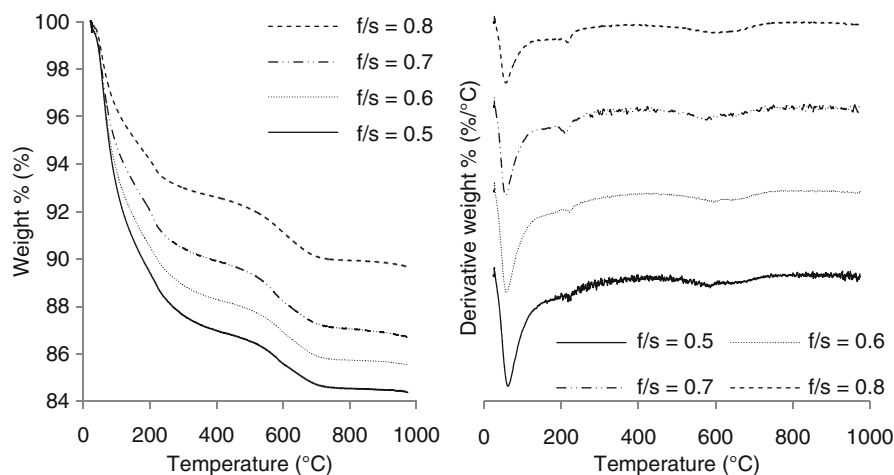 100
98
96
94
92
90
88
86
84
Weight % (%)
f/s = 0.8
f/s = 0.7
f/s = 0.6
f/s = 0.5
0 200 400 600 800 1000
Temperature (°C)
Derivative weight % (%/°C)
f/s = 0.5 f/s = 0.6
f/s = 0.7 f/s = 0.8
0 200 400 600 800 1000
Temperature (°C)